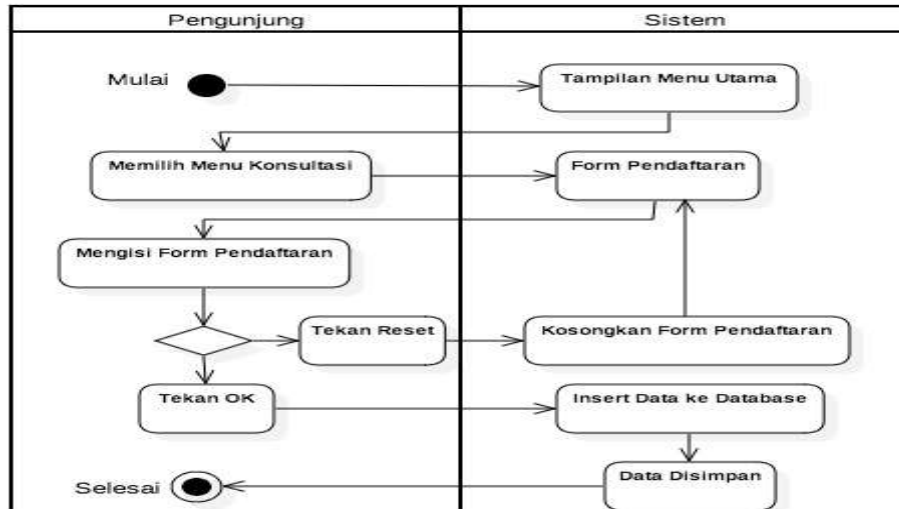 Pengunjung
Sistem
Mulai
Tampilan Menu Utama
Memilih Menu Konsultasi
Form Pendaftaran
Mengisi Form Pendaftaran
Tekan Reset
Kosongkan Form Pendaftaran
Tekan OK
Insert Data ke Database
Selesai
Data Disimpan